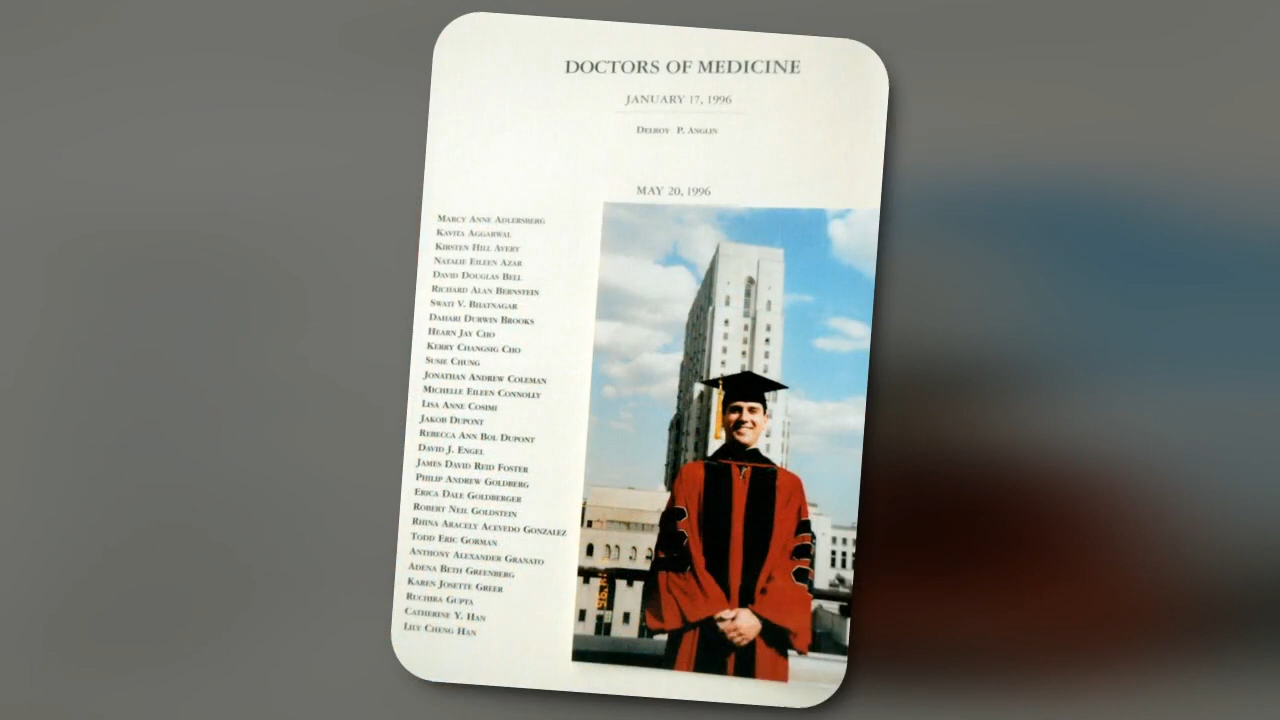 DOCTORS OF MEDICINE
JANUARY 17, 1996
DELROY P. ANGLIN
MAY 20, 1996
MARCY ANNE ADLERSBERG
KAVITA AGGARWAL
KIRSTEN HILL AVERY
NATALIE EILEEN AZAR
DAVID DOUGLAS BELL
RICHARD ALAN BERNSTEIN
SWATI V. BHATNAGAR
DAHARI DURWIN BROOKS
HEARN JAY CHO
KERRY CHANGSIG CHO
SUSIE CHUNG
JONATHAN ANDREW COLEMAN
MICHELLE EILEEN CONNOLLY
LISA ANNE COSIMI
JAKOB DUPONT
REBECCA ANN BOL DUPONT
DAVID J. ENGEL
JAMES DAVID REID FOSTER
PHILIP ANDREW GOLDBERG
ERICA DALE GOLDBERGER
ROBERT NEIL GOLDSTEIN
RHINA ARACELY ACEVEDO GONZALEZ
TODD ERIC GORMAN
ANTHONY ALEXANDER GRANATO
ADENA BETH GREENBERG
KAREN JOSETTE GREER
RUCHIRA GUPTA
CATHERINE Y. HAN
LILY CHENG HAN